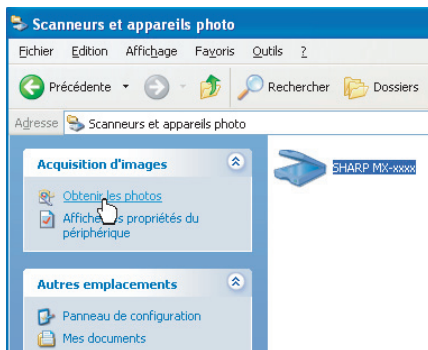 Scanneurs et appareils photo
Fichier Edition Affichage Favoris Outils ?
Précédente Rechercher Dossiers
Adresse Scanneurs et appareils photo
Acquisition d'images
SHARP MX-xxxx
Obtenir les photos
Afficher les propriétés du
périphérique
Autres emplacements
Panneau de configuration
Mes documents